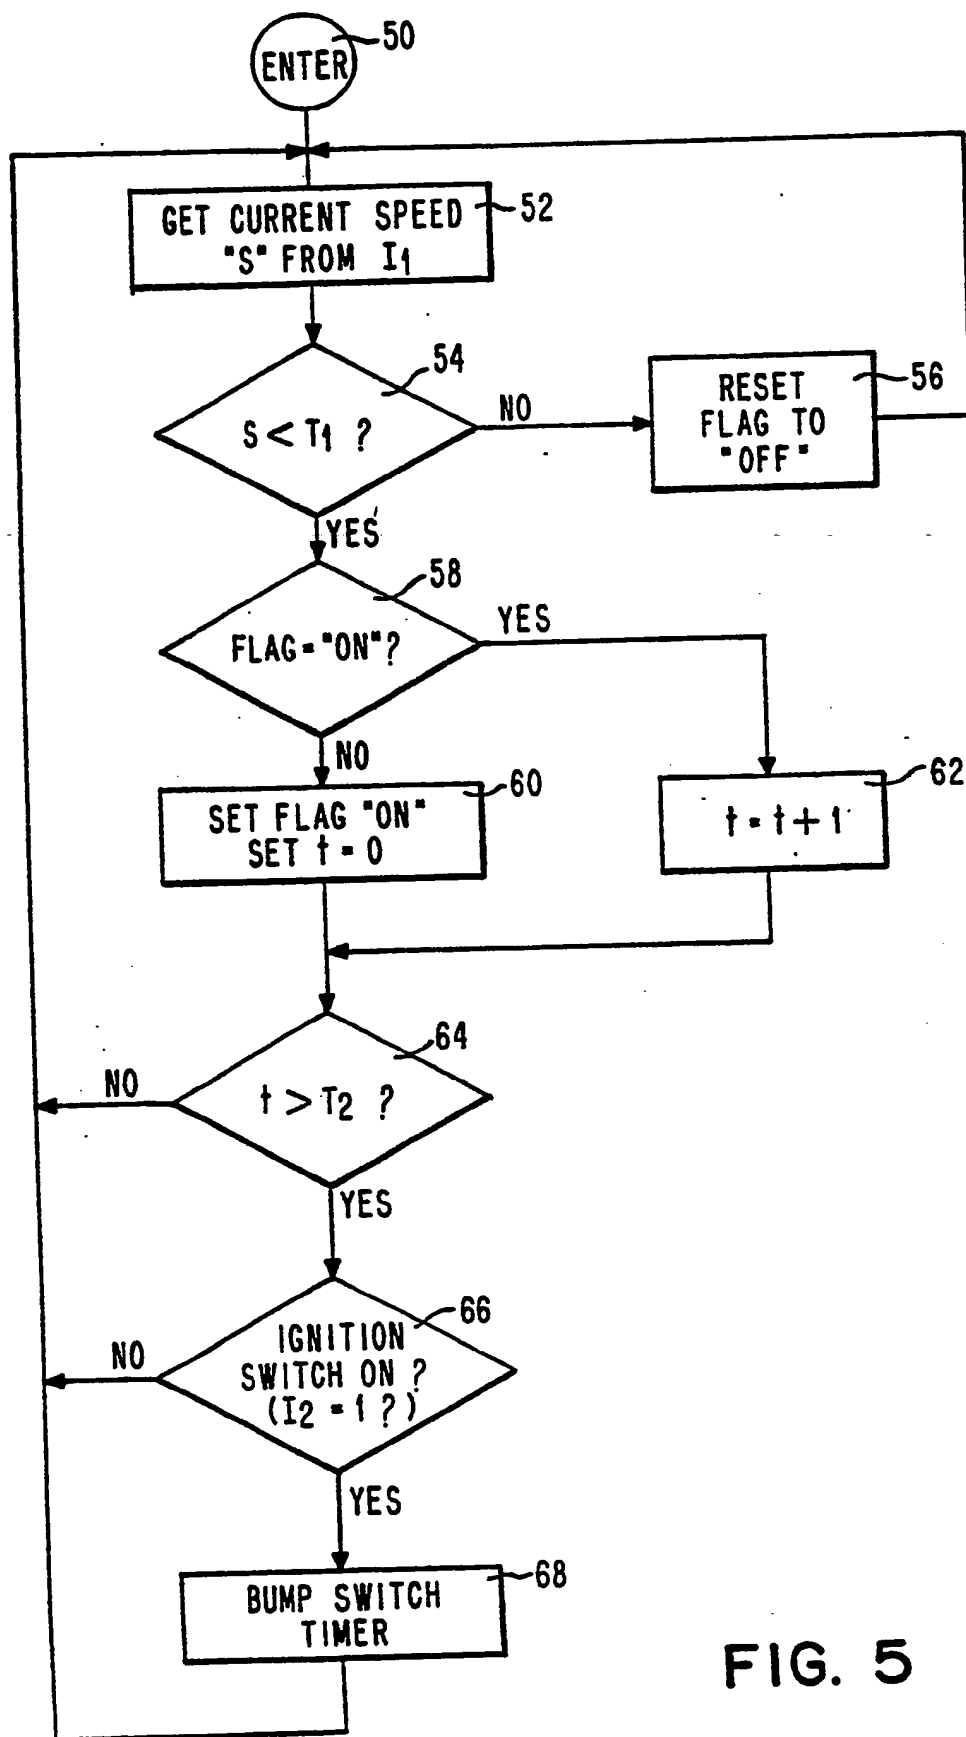 50
ENTER
GET CURRENT SPEED
"S" FROM I1
52
54
S < T1 ?
NO
RESET
FLAG TO
"OFF"
56
YES
58
FLAG = "ON"?
YES
NO
60
SET FLAG "ON"
SET t = 0
62
t = t + 1
64
t > T2 ?
NO
YES
66
IGNITION
SWITCH ON ?
(I2 = 1 ?)
NO
YES
68
BUMP SWITCH
TIMER
FIG. 5